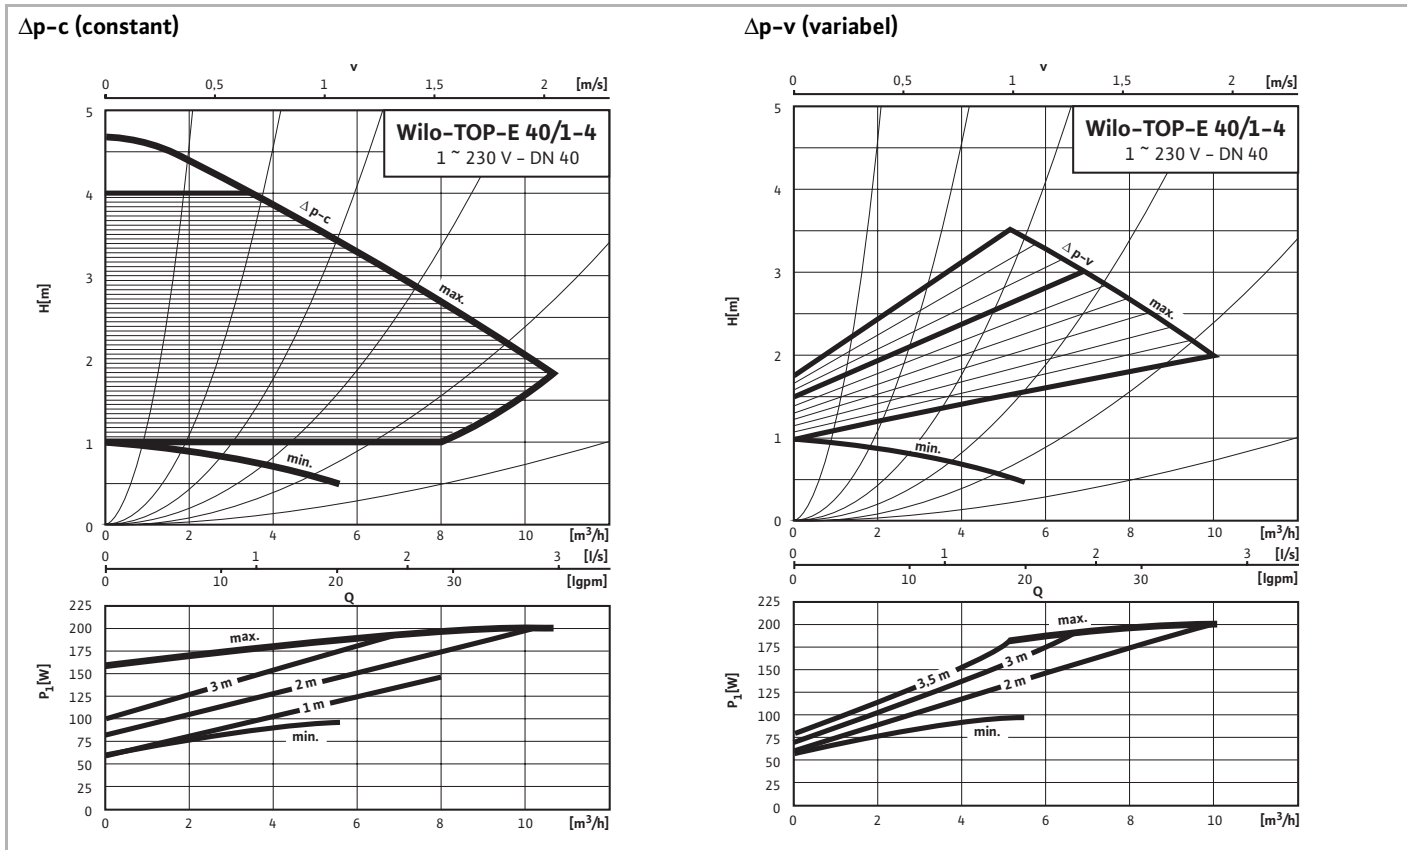 Δp-c (constant)
v
0 0,5 1 1,5 2 [m/s]
Wilo-TOP-E 40/1-4
1 ~ 230 V - DN 40
5
4
3
2
1
0
H[m]
Δp-c
max.
min.
0 2 4 6 8 10 [m³/h]
0 1 2 3 [l/s]
0 10 20 30 [Igpm]
Q
225
200
175
150
125
100
75
50
25
0
P₁[W]
max.
3 m
2 m
1 m
min.
0 2 4 6 8 10 [m³/h]
Δp-v (variabel)
v
0 0,5 1 1,5 2 [m/s]
Wilo-TOP-E 40/1-4
1 ~ 230 V - DN 40
5
4
3
2
1
0
H[m]
Δp-v
max.
min.
0 2 4 6 8 10 [m³/h]
0 1 2 3 [l/s]
0 10 20 30 [Igpm]
Q
225
200
175
150
125
100
75
50
25
0
P₁[W]
max.
3,5 m
3 m
2 m
min.
0 2 4 6 8 10 [m³/h]